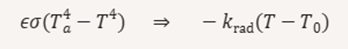 ϵσ(T_a^4 − T^4) ⇒ −k_rad(T − T_0)